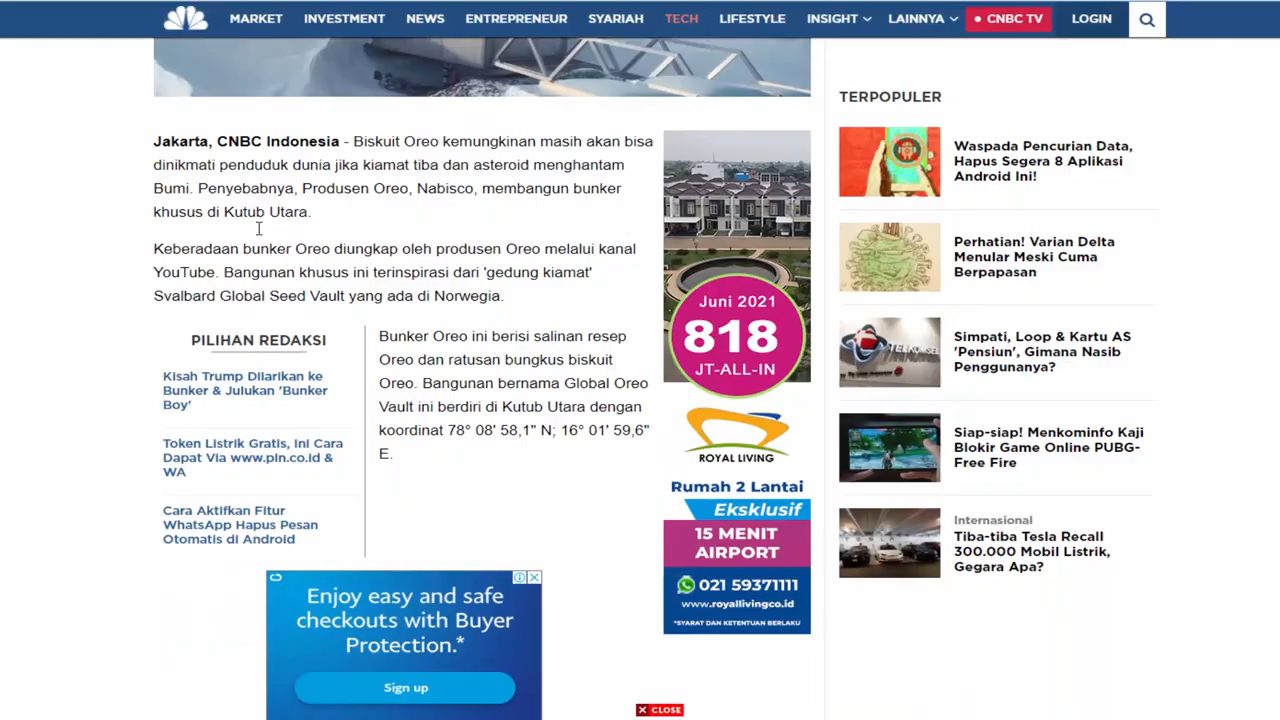 MARKET INVESTMENT NEWS ENTREPRENEUR SYARIAH TECH LIFESTYLE INSIGHT LAINNYA CNBC TV LOGIN
Jakarta, CNBC Indonesia - Biskuit Oreo kemungkinan masih akan bisa
dinikmati penduduk dunia jika kiamat tiba dan asteroid menghantam
Bumi. Penyebabnya, Produsen Oreo, Nabisco, membangun bunker
khusus di Kutub Utara.
Keberadaan bunker Oreo diungkap oleh produsen Oreo melalui kanal
YouTube. Bangunan khusus ini terinspirasi dari 'gedung kiamat'
Svalbard Global Seed Vault yang ada di Norwegia.
PILIHAN REDAKSI
Kisah Trump Dilarikan ke
Bunker & Julukan 'Bunker
Boy'
Token Listrik Gratis, Ini Cara
Dapat Via www.pln.co.id &
WA
Cara Aktifkan Fitur
WhatsApp Hapus Pesan
Otomatis di Android
Bunker Oreo ini berisi salinan resep
Oreo dan ratusan bungkus biskuit
Oreo. Bangunan bernama Global Oreo
Vault ini berdiri di Kutub Utara dengan
koordinat 78° 08' 58,1" N; 16° 01' 59,6"
E.
Enjoy easy and safe
checkouts with Buyer
Protection.*
Sign up
Juni 2021
818
JT-ALL-IN
ROYAL LIVING
Rumah 2 Lantai
Eksklusif
15 MENIT
AIRPORT
021 59371111
www.royallivingco.id
*SYARAT DAN KETENTUAN BERLAKU
CLOSE
TERPOPULER
Waspada Pencurian Data,
Hapus Segera 8 Aplikasi
Android Ini!
Perhatian! Varian Delta
Menular Meski Cuma
Berpapasan
TELKOMSEL
Simpati, Loop & Kartu AS
'Pensiun', Gimana Nasib
Penggunanya?
Siap-siap! Menkominfo Kaji
Blokir Game Online PUBG-
Free Fire
Internasional
Tiba-tiba Tesla Recall
300.000 Mobil Listrik,
Gegara Apa?